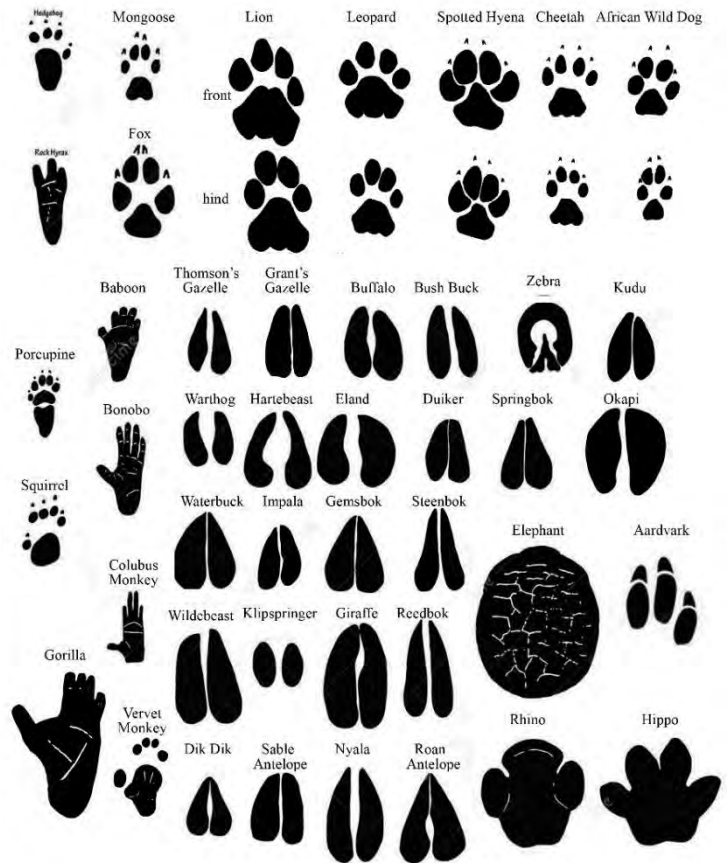 Hedgehog
Mongoose
Lion
Leopard
Spotted Hyena
Cheetah
African Wild Dog
front
Rock Hyrax
Fox
hind
Baboon
Thomson's
Gazelle
Grant's
Gazelle
Buffalo
Bush Buck
Zebra
Kudu
Porcupine
Bonobo
Warthog
Hartebeast
Eland
Duiker
Springbok
Okapi
Squirrel
Waterbuck
Impala
Gemsbok
Steenbok
Elephant
Aardvark
Colubus
Monkey
Wildebeast
Klipspringer
Giraffe
Reedbok
Gorilla
Vervet
Monkey
Rhino
Hippo
Dik Dik
Sable
Antelope
Nyala
Roan
Antelope